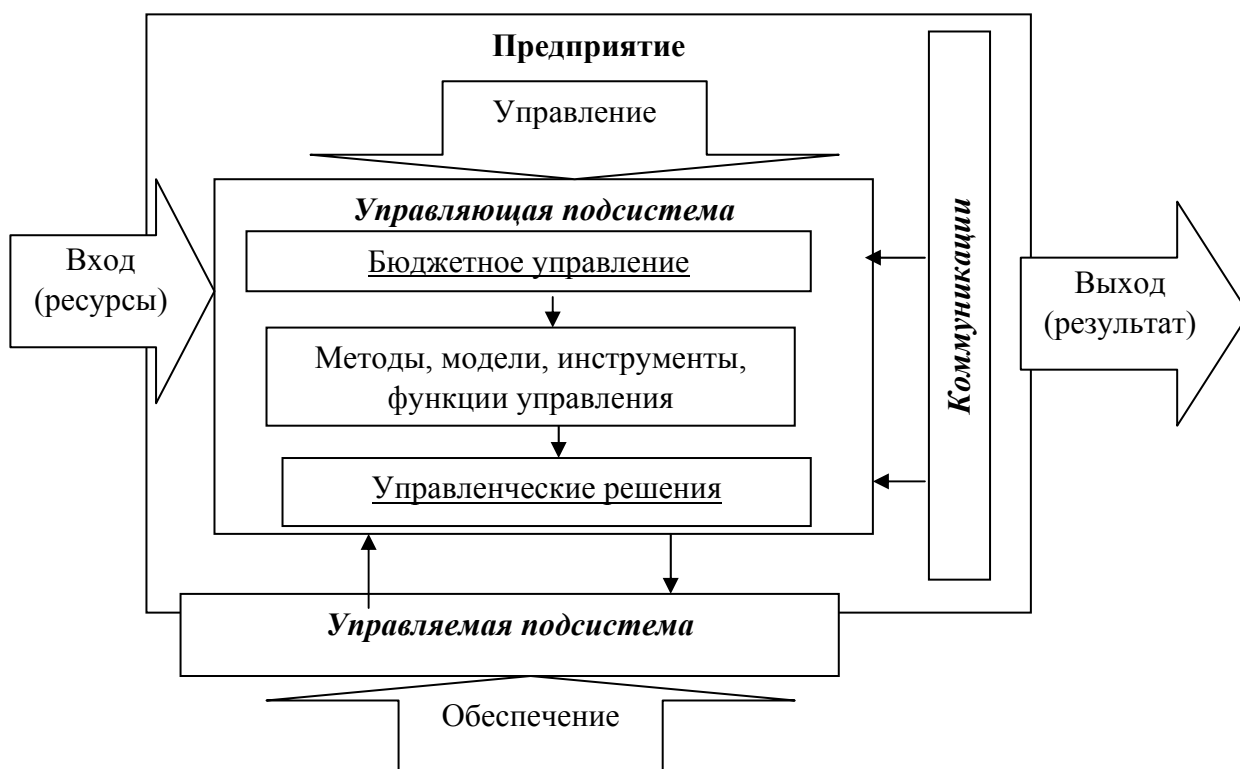 Предприятие
Управление
Управляющая подсистема
Бюджетное управление
Вход
(ресурсы)
Методы, модели, инструменты,
функции управления
Управленческие решения
Коммуникации
Выход
(результат)
Управляемая подсистема
Обеспечение